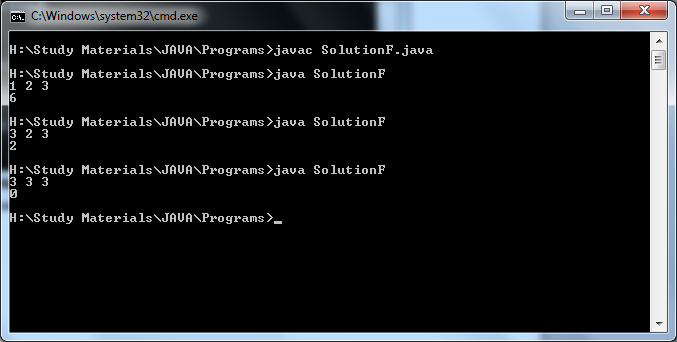 C:\Windows\system32\cmd.exe
H:\Study Materials\JAVA\Programs>javac SolutionF.java
H:\Study Materials\JAVA\Programs>java SolutionF
1 2 3
6
H:\Study Materials\JAVA\Programs>java SolutionF
3 2 3
2
H:\Study Materials\JAVA\Programs>java SolutionF
3 3 3
0
H:\Study Materials\JAVA\Programs>_